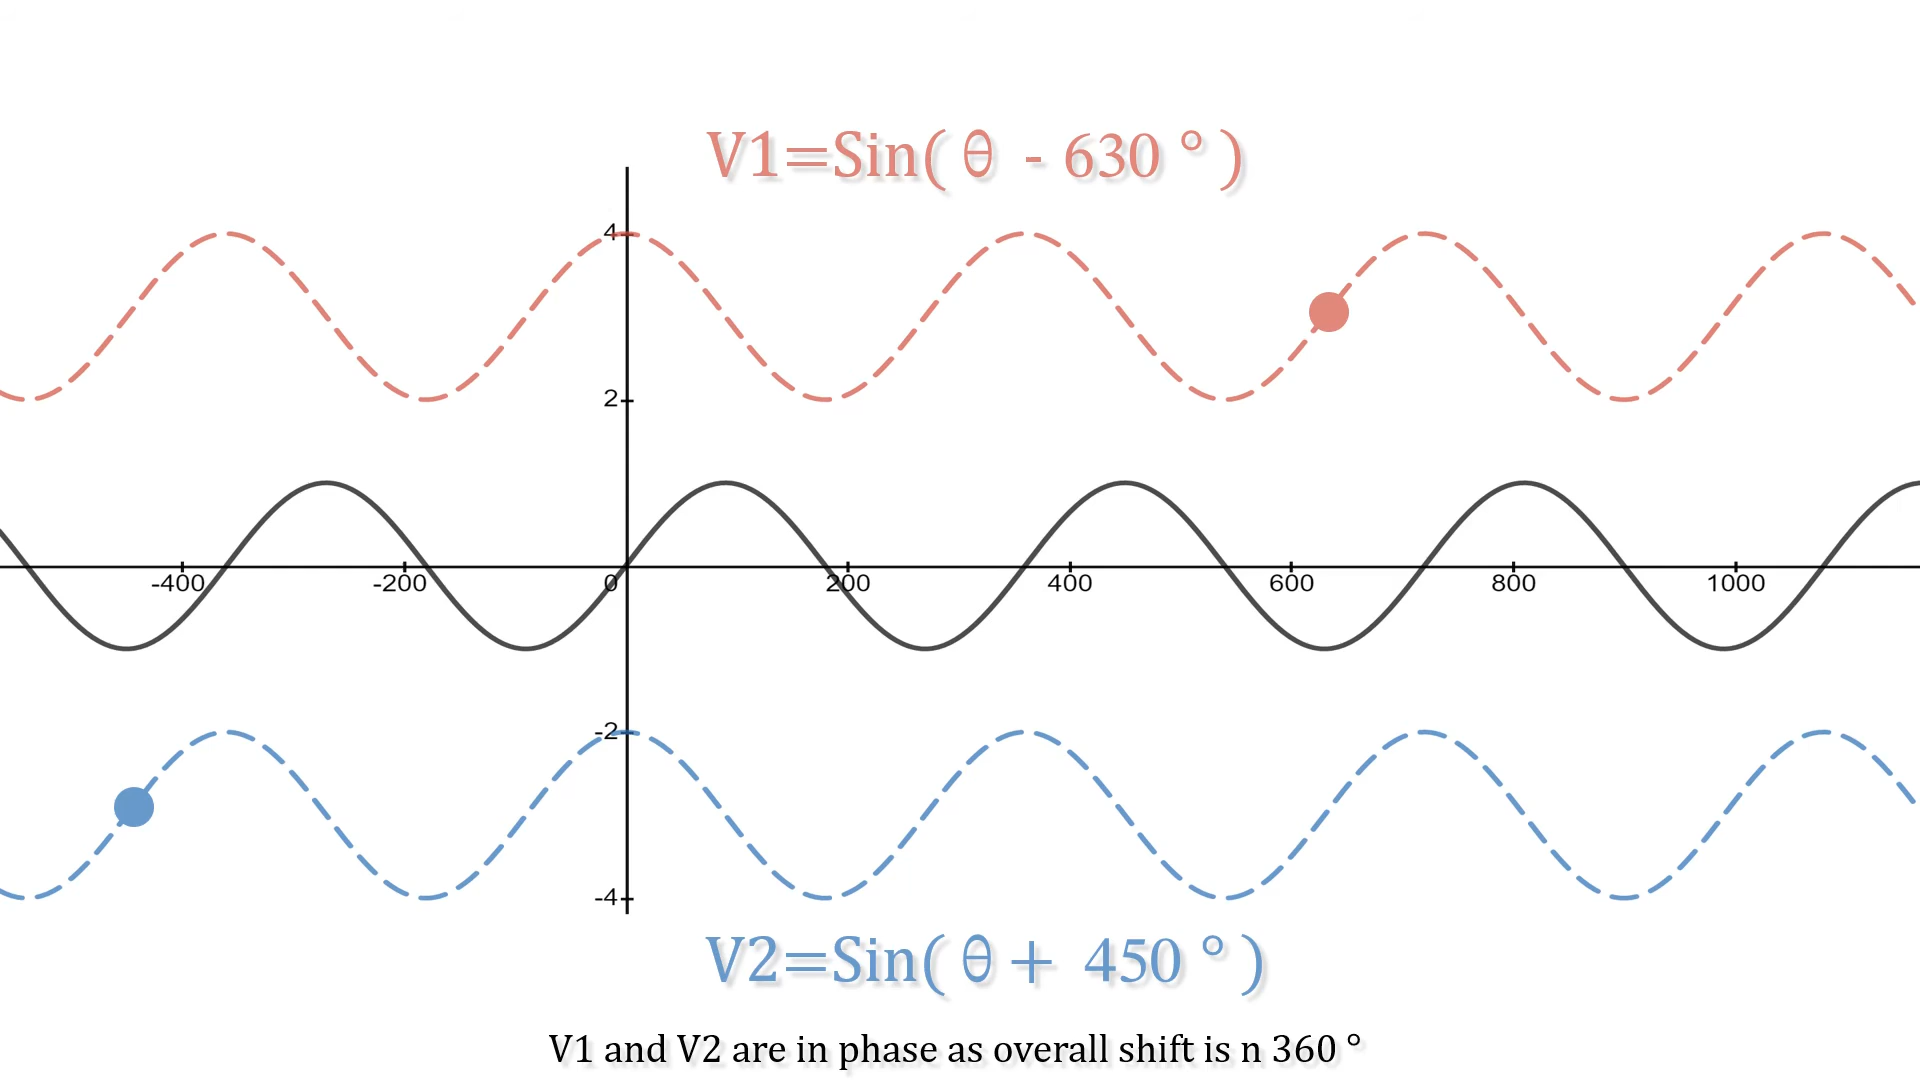 V1=Sin( θ - 630 ° )
4
2
-400 -200 0 200 400 600 800 1000
-2
-4
V2=Sin( θ + 450 ° )
V1 and V2 are in phase as overall shift is n 360 °